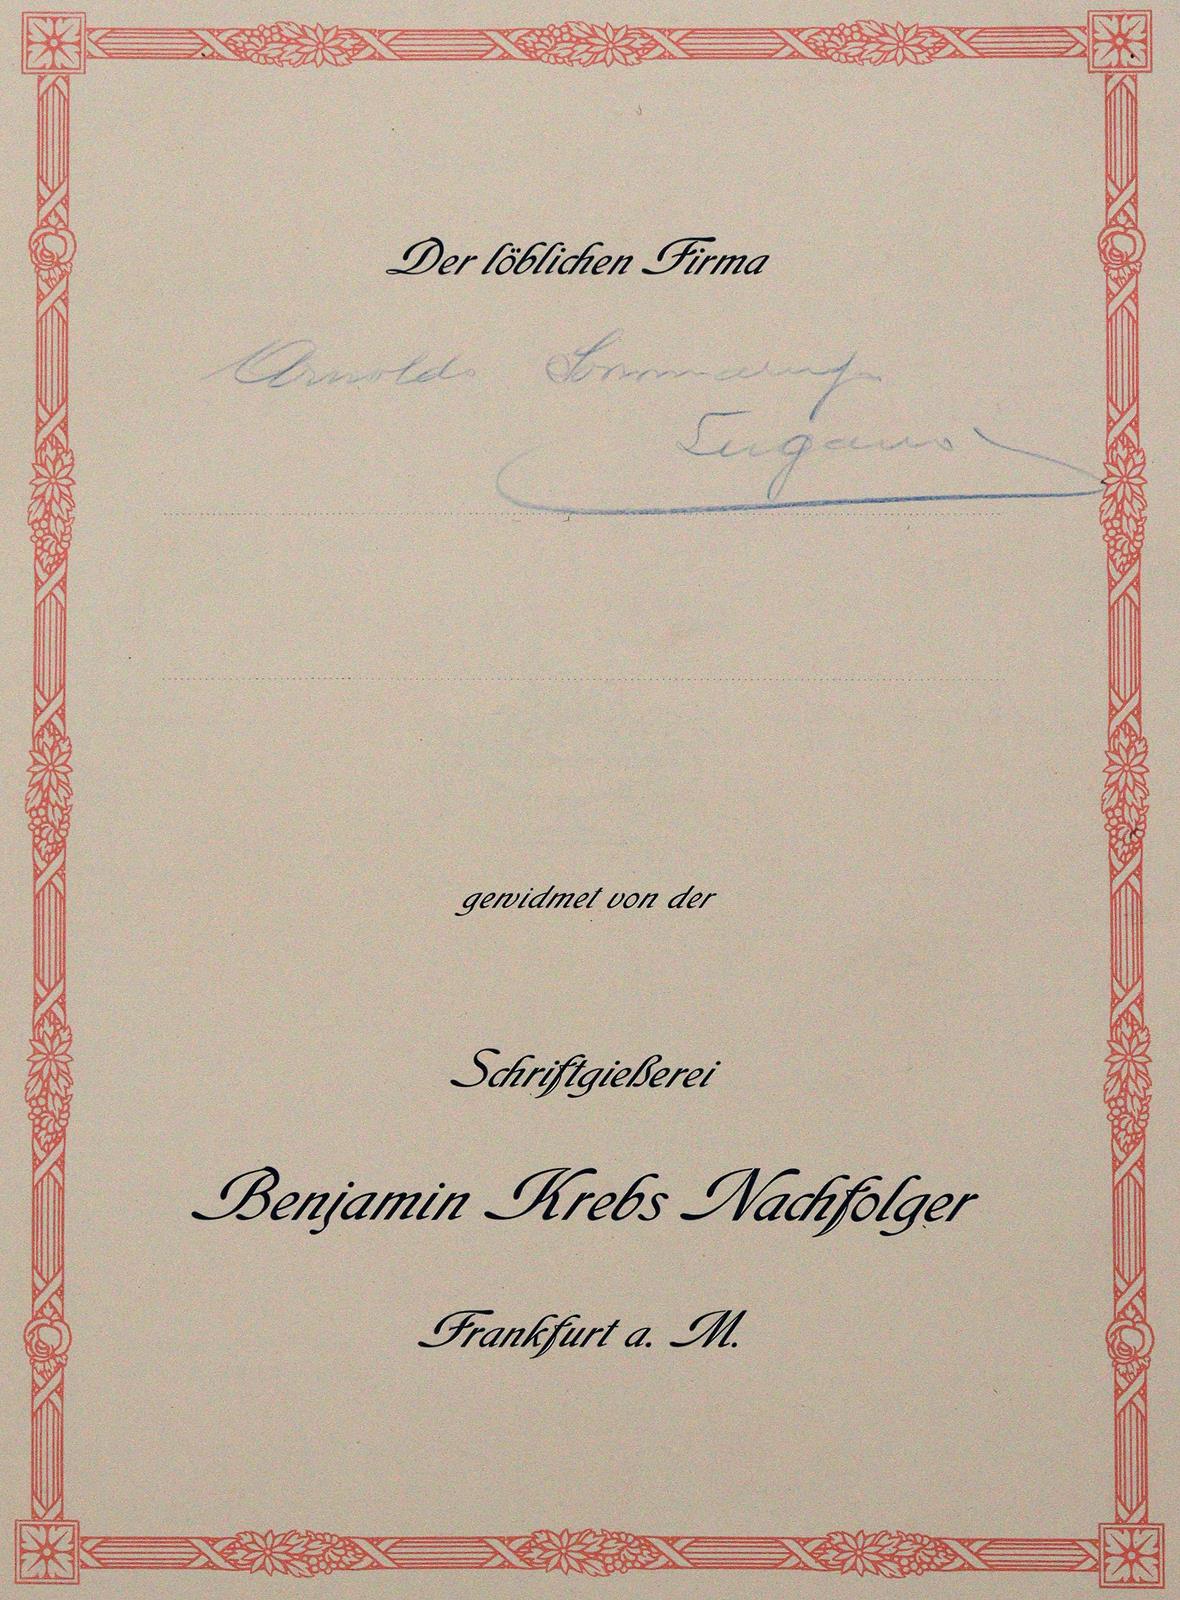 Der löblichen Firma
Arnoldo
Lugano
gewidmet von der
Schriftgießerei
Benjamin Krebs Nachfolger
Frankfurt a. M.